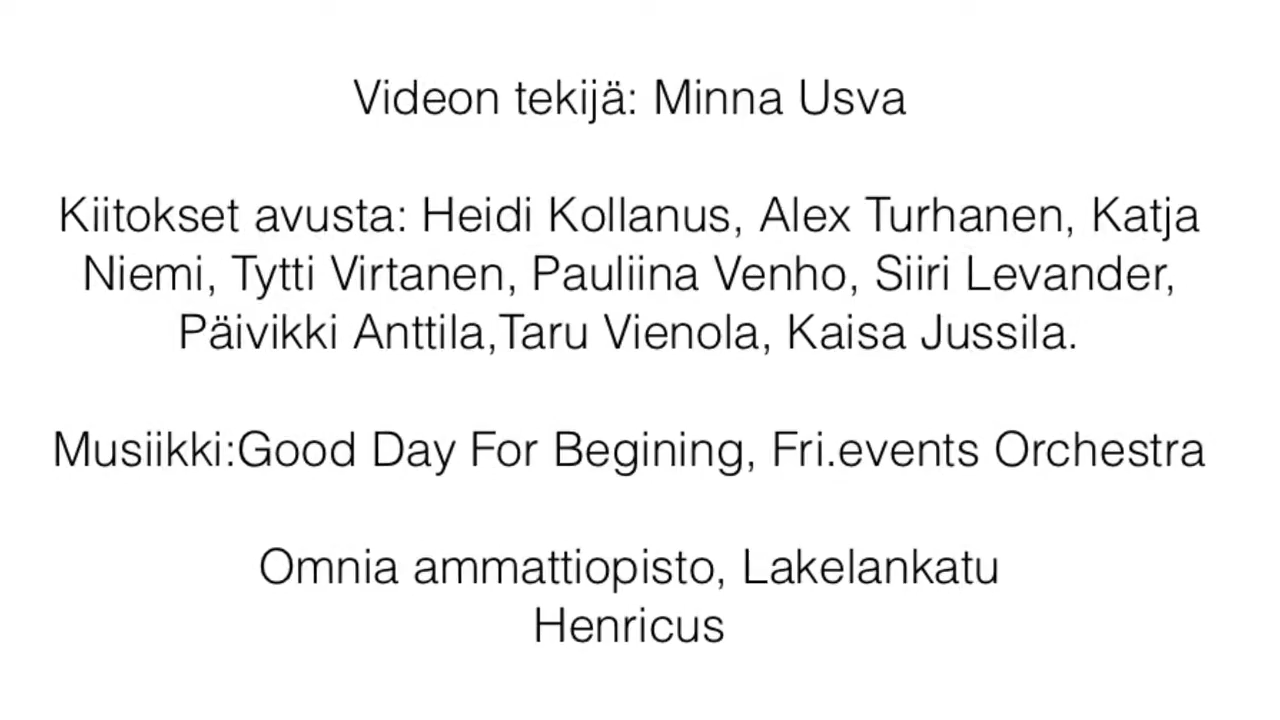 Videon tekijä: Minna Usva
Kiitokset avusta: Heidi Kollanus, Alex Turhanen, Katja
Niemi, Tytti Virtanen, Pauliina Venho, Siiri Levander,
Päivikki Anttila,Taru Vienola, Kaisa Jussila.
Musiikki:Good Day For Begining, Fri.events Orchestra
Omnia ammattiopisto, Lakelankatu
Henricus